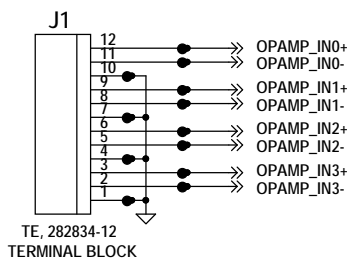 J1
12 OPAMP_IN0+
11 OPAMP_IN0-
10
9 OPAMP_IN1+
8 OPAMP_IN1-
7
6 OPAMP_IN2+
5 OPAMP_IN2-
4
3 OPAMP_IN3+
2 OPAMP_IN3-
1
TE, 282834-12
TERMINAL BLOCK